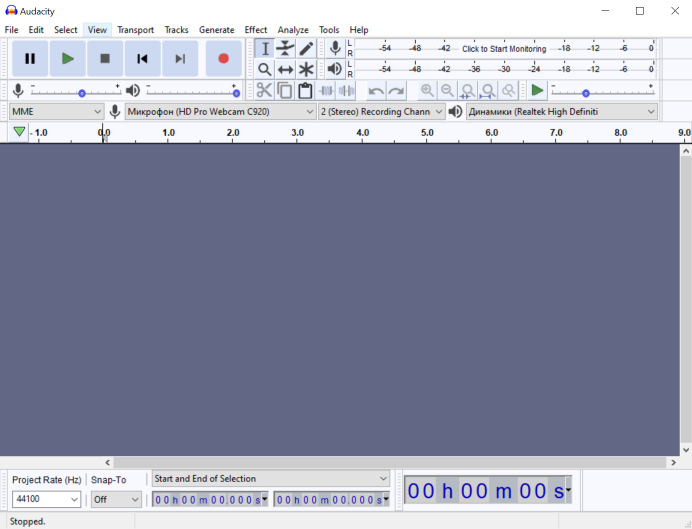 Audacity
File Edit Select View Transport Tracks Generate Effect Analyze Tools Help
L R -54 -48 -42 Click to Start Monitoring -18 -12 -6 0
L R -54 -48 -42 -36 -30 -24 -18 -12 -6 0
- + - + - +
MME Микрофон (HD Pro Webcam C920) 2 (Stereo) Recording Chann Динамики (Realtek High Definiti
- 1.0 0.0 1.0 2.0 3.0 4.0 5.0 6.0 7.0 8.0 9.0
Project Rate (Hz) Snap-To Start and End of Selection
44100 Off 00 h 00 m 00.000 s 00 h 00 m 00.000 s 00 h 00 m 00 s
Stopped.